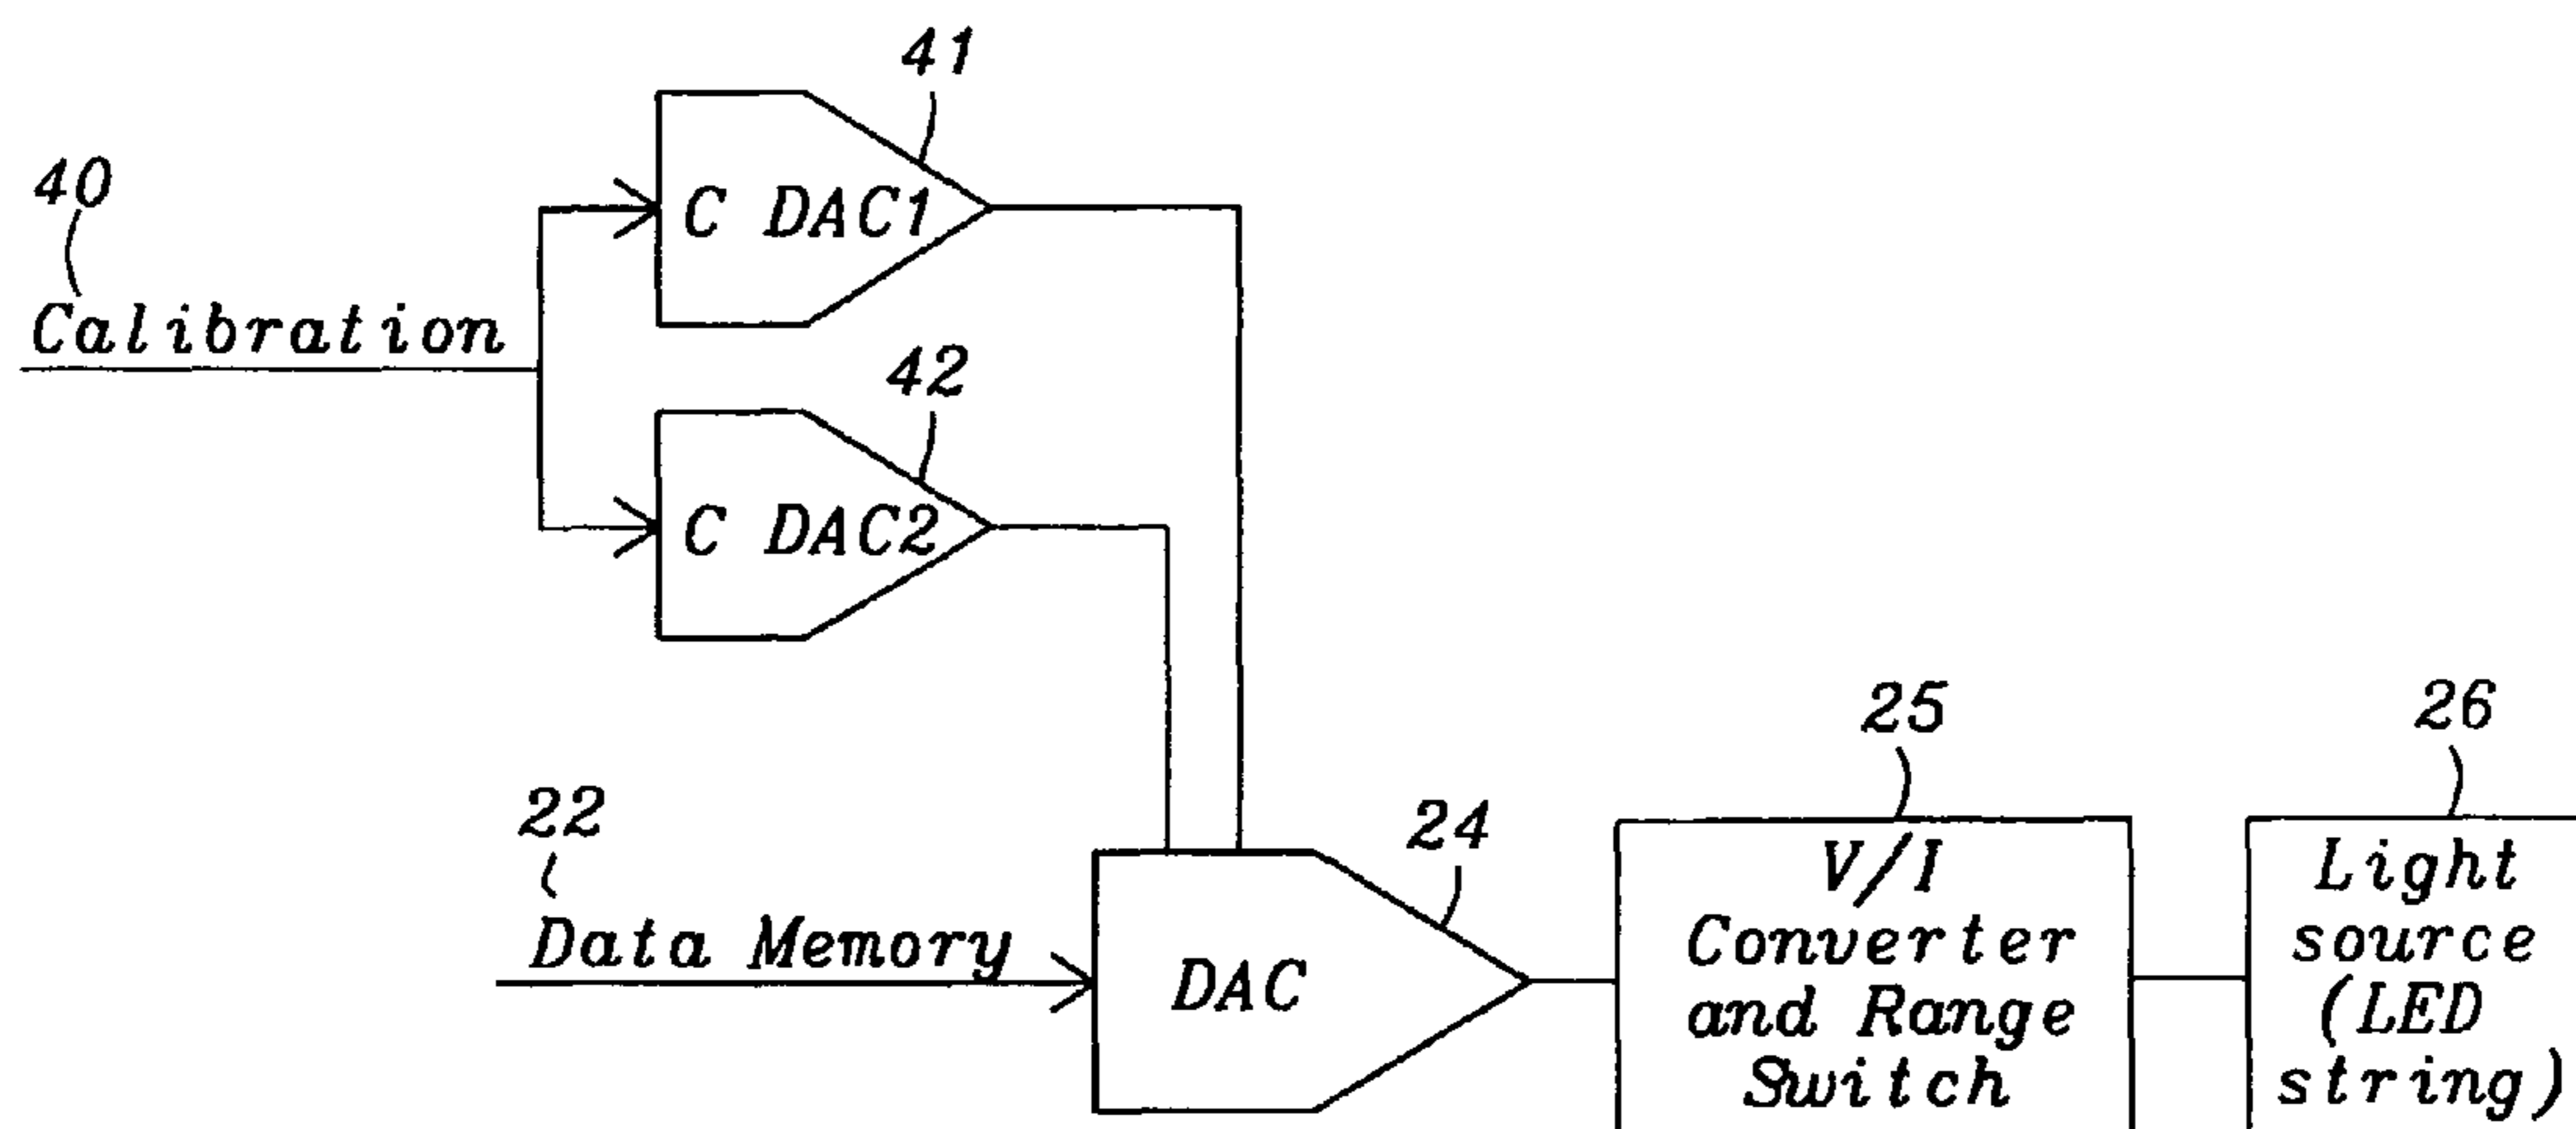 41
40
C DAC1
Calibration
42
C DAC2
25
26
22
24
V/I
Converter
and Range
Switch
Light
source
(LED
string)
Data Memory
DAC